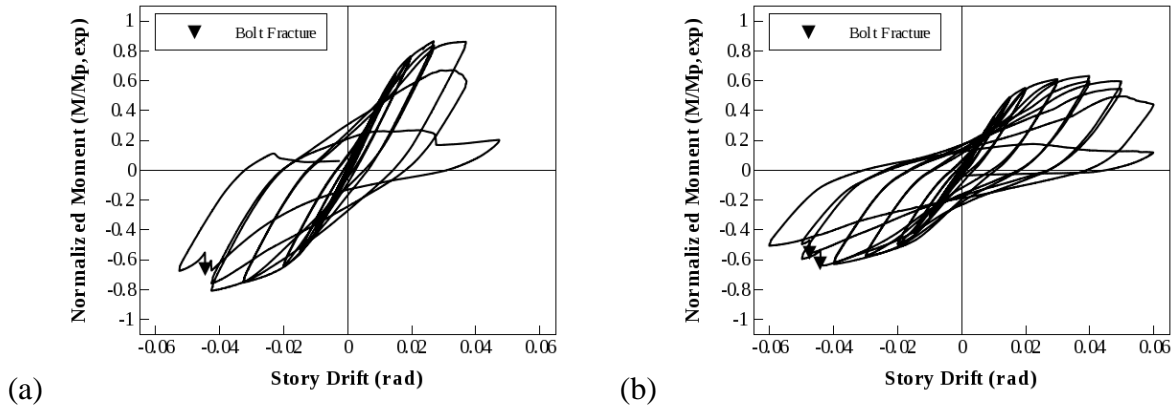 1
0.8
0.6
0.4
0.2
0
-0.2
-0.4
-0.6
-0.8
-1
Normalized Moment (M/Mp,exp)
Bolt Fracture
-0.06 -0.04 -0.02 0 0.02 0.04 0.06
Story Drift (rad)
(a)
1
0.8
0.6
0.4
0.2
0
-0.2
-0.4
-0.6
-0.8
-1
Normalized Moment (M/Mp,exp)
Bolt Fracture
-0.06 -0.04 -0.02 0 0.02 0.04 0.06
Story Drift (rad)
(b)